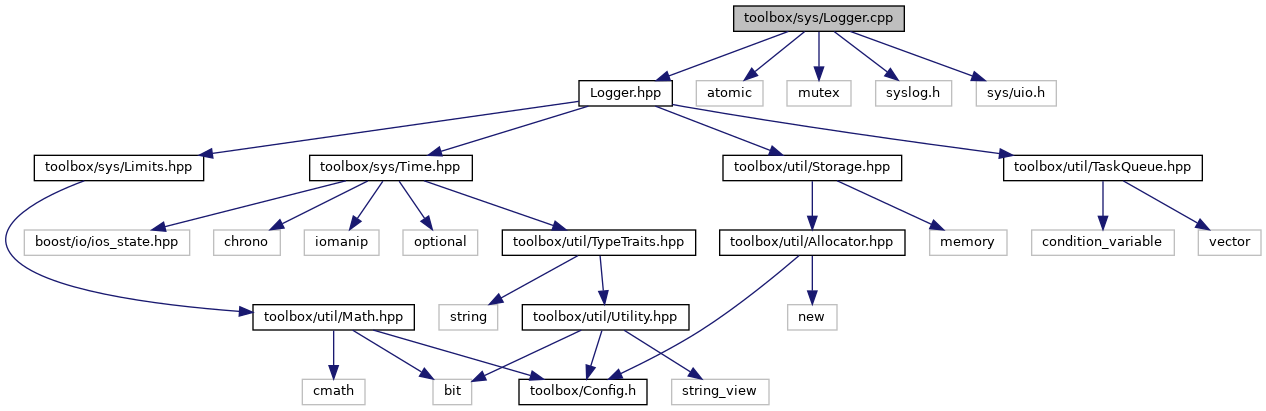 toolbox/sys/Logger.cpp
Logger.hpp
atomic
mutex
syslog.h
sys/uio.h
toolbox/sys/Limits.hpp
toolbox/sys/Time.hpp
toolbox/util/Storage.hpp
toolbox/util/TaskQueue.hpp
boost/io/ios_state.hpp
chrono
iomanip
optional
toolbox/util/TypeTraits.hpp
toolbox/util/Allocator.hpp
memory
condition_variable
vector
toolbox/util/Math.hpp
string
toolbox/util/Utility.hpp
new
cmath
bit
toolbox/Config.h
string_view